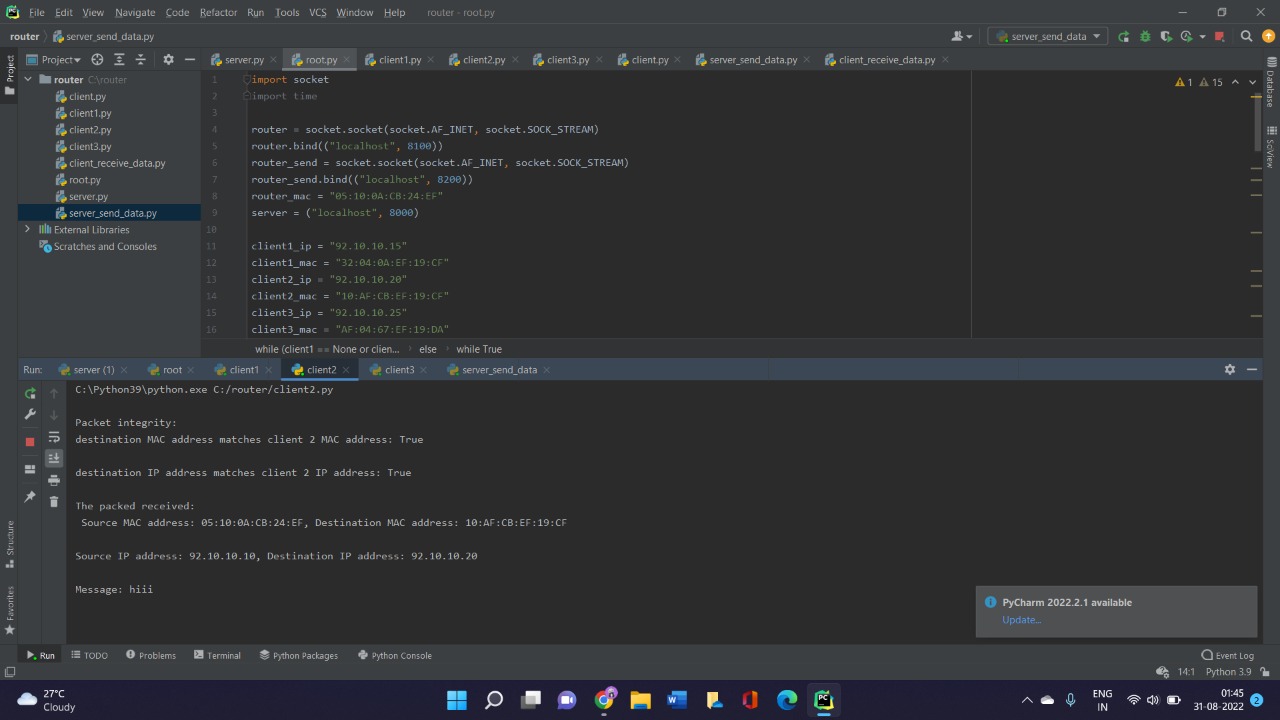 File Edit View Navigate Code Refactor Run Tools VCS Window Help router - root.py
router server_send_data.py server_send_data
Project server.py root.py client1.py client2.py client3.py client.py server_send_data.py client_receive_data.py
Project
router C:\router
client.py
client1.py
client2.py
client3.py
client_receive_data.py
root.py
server.py
server_send_data.py
External Libraries
Scratches and Consoles
1 import socket
2 import time
3
4 router = socket.socket(socket.AF_INET, socket.SOCK_STREAM)
5 router.bind(("localhost", 8100))
6 router_send = socket.socket(socket.AF_INET, socket.SOCK_STREAM)
7 router_send.bind(("localhost", 8200))
8 router_mac = "05:10:0A:CB:24:EF"
9 server = ("localhost", 8000)
10
11 client1_ip = "92.10.10.15"
12 client1_mac = "32:04:0A:EF:19:CF"
13 client2_ip = "92.10.10.20"
14 client2_mac = "10:AF:CB:EF:19:CF"
15 client3_ip = "92.10.10.25"
16 client3_mac = "AF:04:67:EF:19:DA"
1 15
Database
SciView
while (client1 == None or clien... else while True
Run: server (1) root client1 client2 client3 server_send_data
C:\Python39\python.exe C:/router/client2.py
Packet integrity:
destination MAC address matches client 2 MAC address: True
destination IP address matches client 2 IP address: True
The packed received:
Source MAC address: 05:10:0A:CB:24:EF, Destination MAC address: 10:AF:CB:EF:19:CF
Source IP address: 92.10.10.10, Destination IP address: 92.10.10.20
Message: hiii
Structure
Favorites
PyCharm 2022.2.1 available
Update...
Run TODO Problems Terminal Python Packages Python Console Event Log
14:1 Python 3.9
27°C
Cloudy
ENG
IN
01:45
31-08-2022
2